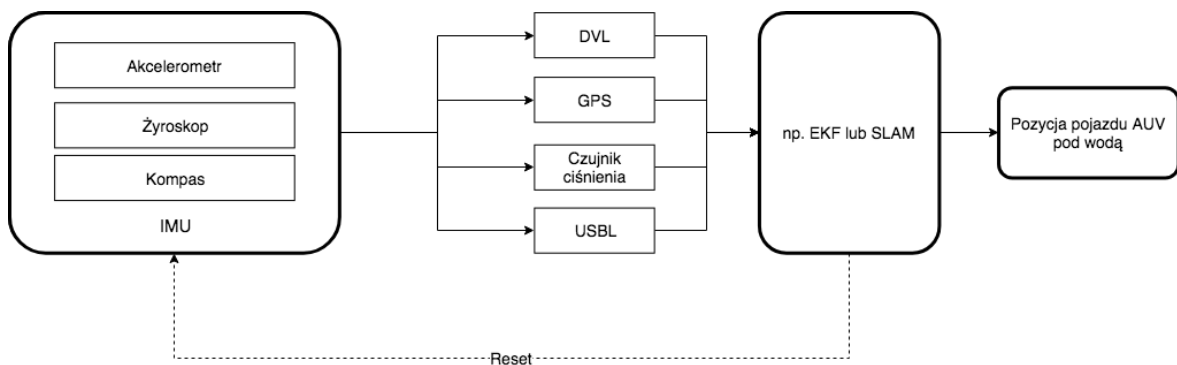 Akcelerometr
Żyroskop
Kompas
IMU
DVL
GPS
Czujnik
ciśnienia
USBL
np. EKF lub SLAM
Pozycja pojazdu AUV
pod wodą
Reset